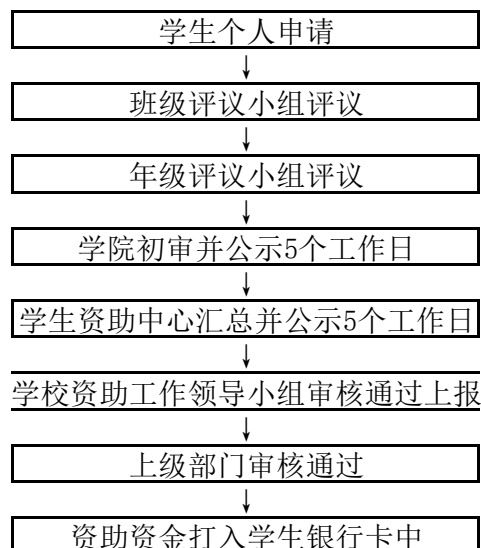 学生个人申请
班级评议小组评议
年级评议小组评议
学院初审并公示5个工作日
学生资助中心汇总并公示5个工作日
学校资助工作领导小组审核通过上报
上级部门审核通过
资助资金打入学生银行卡中